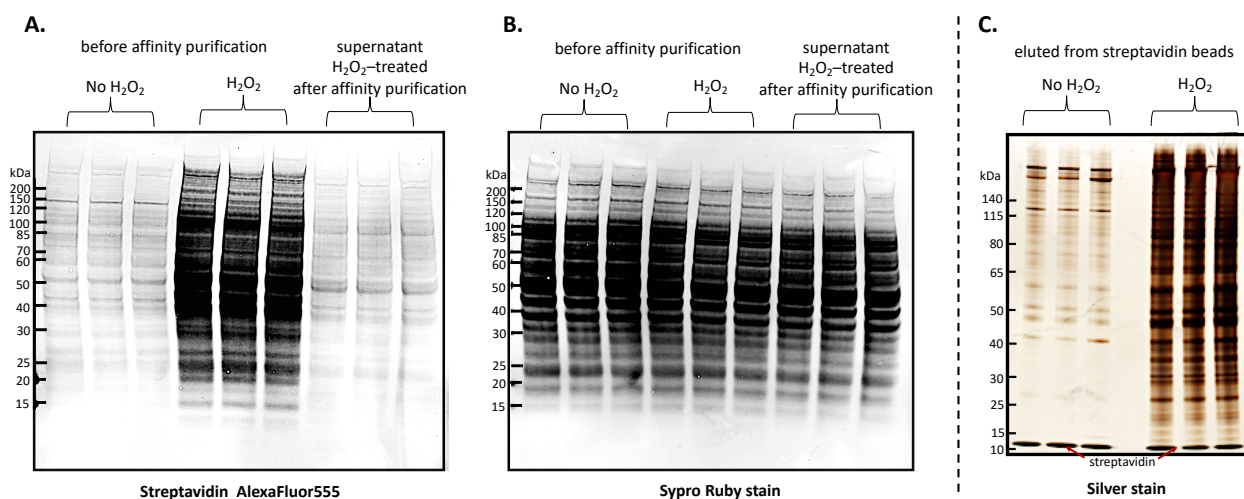 A.
before affinity purification
supernatant
H₂O₂–treated
after affinity purification
No H₂O₂
H₂O₂
kDa
200
150
120
100
85
70
60
50
40
30
25
20
15
Streptavidin AlexaFluor555
B.
before affinity purification
supernatant
H₂O₂–treated
after affinity purification
No H₂O₂
H₂O₂
kDa
200
150
120
100
85
70
60
50
40
30
25
20
15
Sypro Ruby stain
C.
eluted from streptavidin beads
No H₂O₂
H₂O₂
kDa
140
115
80
65
50
40
30
25
15
10
streptavidin
Silver stain